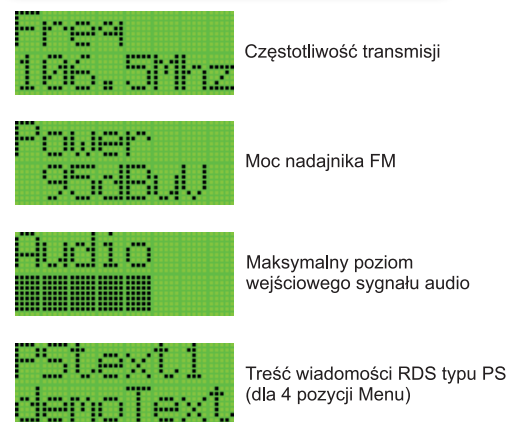 Freq
106.5Mhz
Częstotliwość transmisji
Power
95dBuV
Moc nadajnika FM
Audio
Maksymalny poziom
wejściowego sygnału audio
PStext1
demoText.
Treść wiadomości RDS typu PS
(dla 4 pozycji Menu)